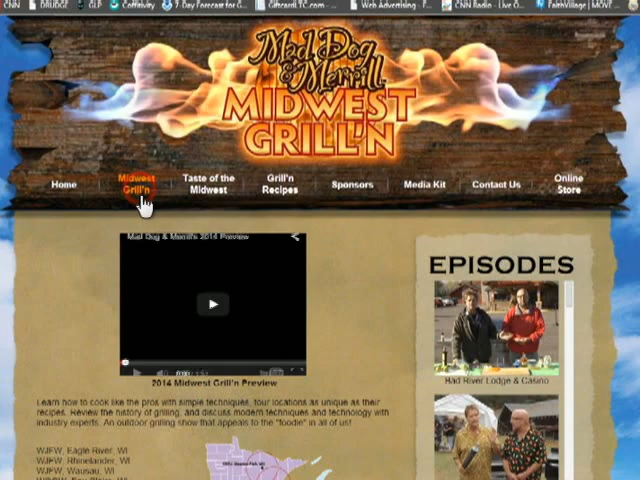 CNN
DRUDGE
GLP
Coffitivity
7-Day Forecast for
Web Advertising -
CNN Radio - Live
FaithVillage | MOVE
Mad Dog
& Merrill
MIDWEST
GRILL'N
Home
Midwest
Grill'n
Taste of the
Midwest
Grill'n
Recipes
Sponsors
Media Kit
Contact Us
Online
Store
Mad Dog & Merrill's 2014 Preview
2014 Midwest Grill'n Preview
Learn how to cook like the pros with simple techniques, tour locations as unique as their
recipes. Review the history of grilling, and discuss modern techniques and technology with
industry experts. An outdoor grilling show that appeals to the "foodie" in all of us!
WJFW, Eagle River, WI
WJFW, Rhinelander, WI
WJFW, Wausau, WI
EPISODES
Bad River Lodge & Casino